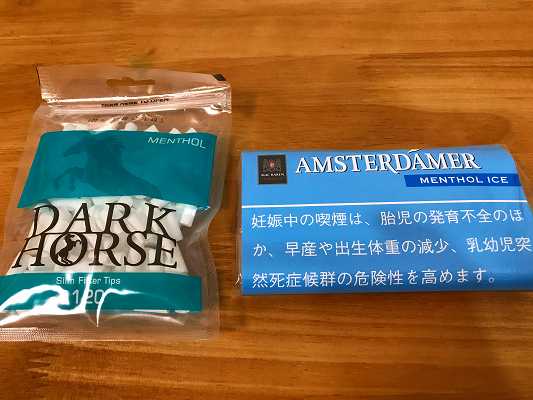 TEAR HERE TO OPEN
MENTHOL
DARK
HORSE
Slim Filter Tips
120
MAC BAREN
AMSTERDAMER
MENTHOL ICE
妊娠中の喫煙は、胎児の発育不全のほ
か、早産や出生体重の減少、乳幼児突
然死症候群の危険性を高めます。